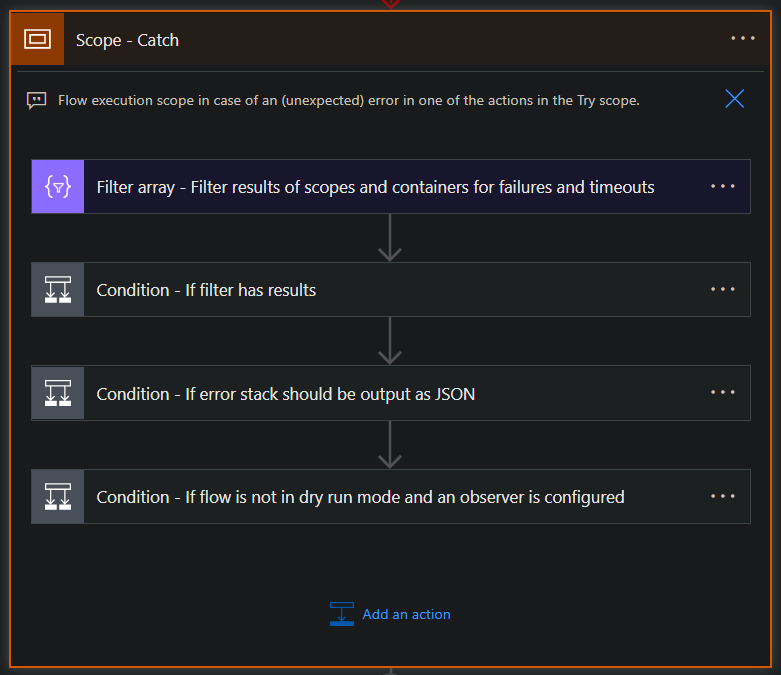 Scope - Catch
Flow execution scope in case of an (unexpected) error in one of the actions in the Try scope.
Filter array - Filter results of scopes and containers for failures and timeouts
Condition - If filter has results
Condition - If error stack should be output as JSON
Condition - If flow is not in dry run mode and an observer is configured
Add an action